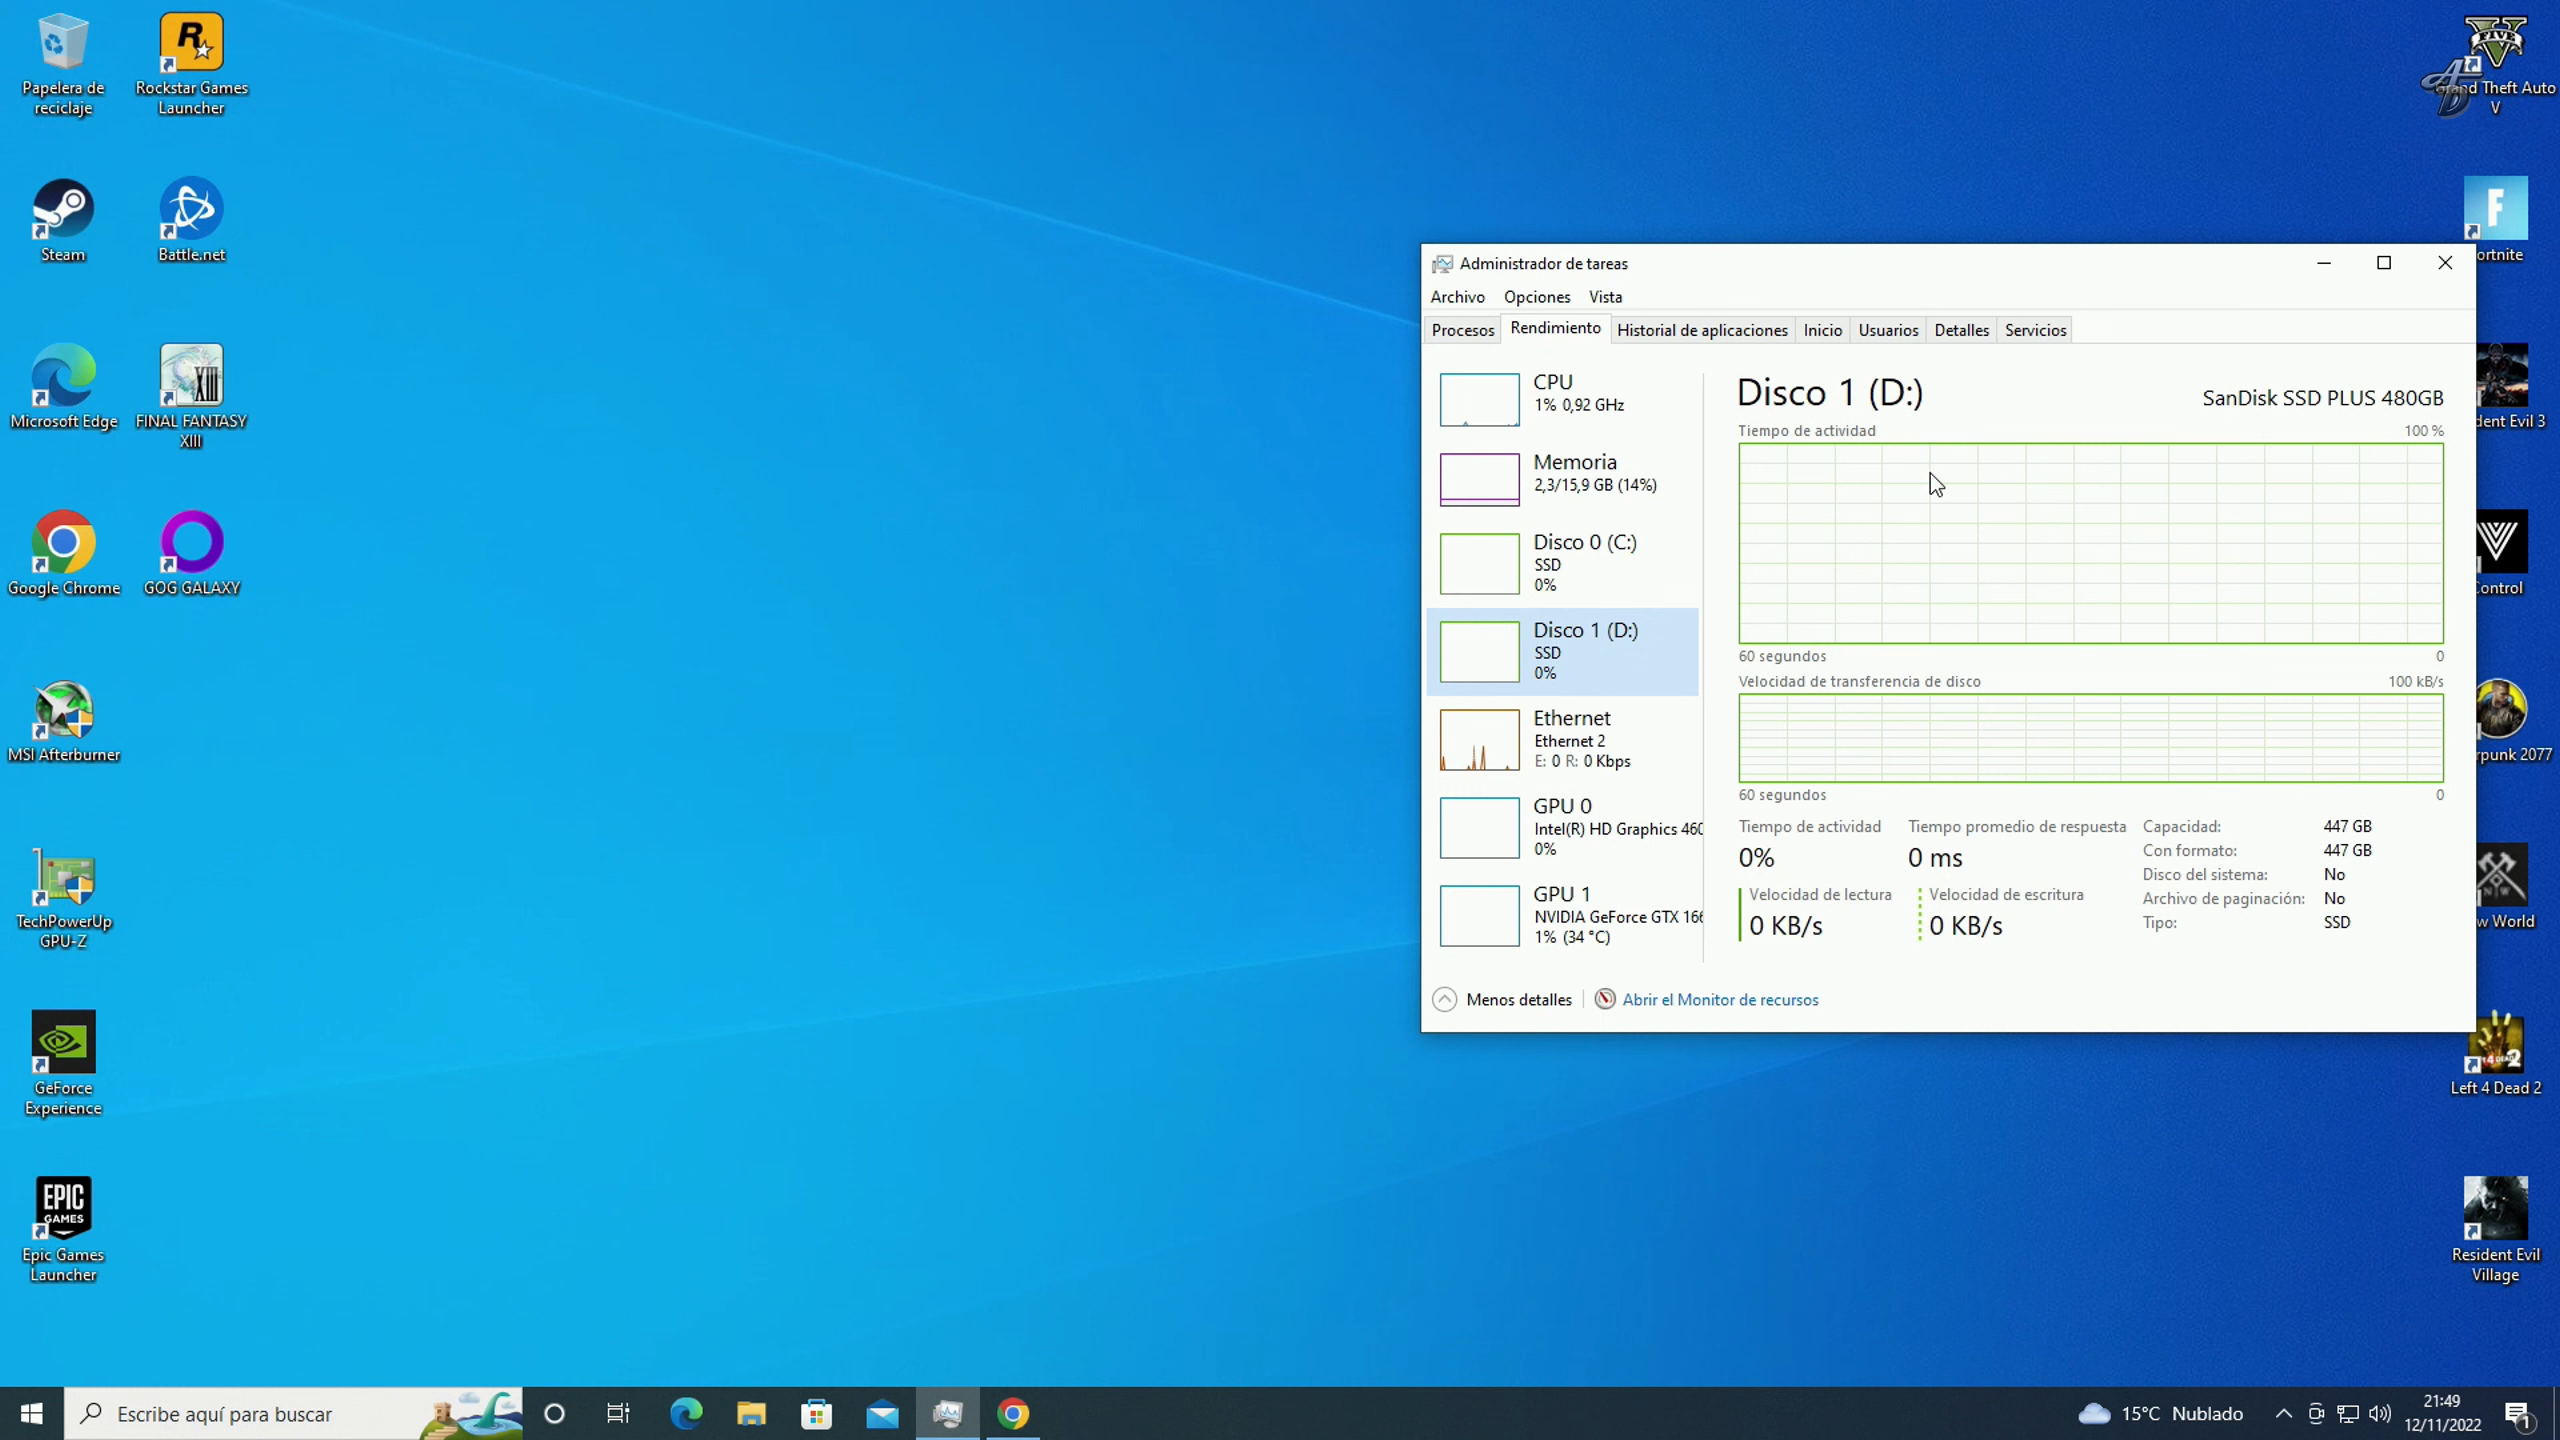 Papelera de
reciclaje
Rockstar Games
Launcher
Steam
Battle.net
Microsoft Edge
FINAL FANTASY
XIII
Google Chrome
GOG GALAXY
MSI Afterburner
TechPowerUp
GPU-Z
GeForce
Experience
EPIC
GAMES
Epic Games
Launcher
FIVE
Theft Auto
V
ortnite
dent Evil 3
ontrol
rpunk 2077
w World
Left 4 Dead 2
Resident Evil
Village
Administrador de tareas
Archivo Opciones Vista
Procesos Rendimiento Historial de aplicaciones Inicio Usuarios Detalles Servicios
CPU
1% 0,92 GHz
Memoria
2,3/15,9 GB (14%)
Disco 0 (C:)
SSD
0%
Disco 1 (D:)
SSD
0%
Ethernet
Ethernet 2
E: 0 R: 0 Kbps
GPU 0
Intel(R) HD Graphics 460
0%
GPU 1
NVIDIA GeForce GTX 166
1% (34 °C)
Disco 1 (D:)
SanDisk SSD PLUS 480GB
Tiempo de actividad 100 %
60 segundos 0
Velocidad de transferencia de disco 100 kB/s
60 segundos 0
Tiempo de actividad
0%
Tiempo promedio de respuesta
0 ms
Velocidad de lectura
0 KB/s
Velocidad de escritura
0 KB/s
Capacidad: 447 GB
Con formato: 447 GB
Disco del sistema: No
Archivo de paginación: No
Tipo: SSD
Menos detalles Abrir el Monitor de recursos
Escribe aquí para buscar
15°C Nublado
21:49
12/11/2022
1